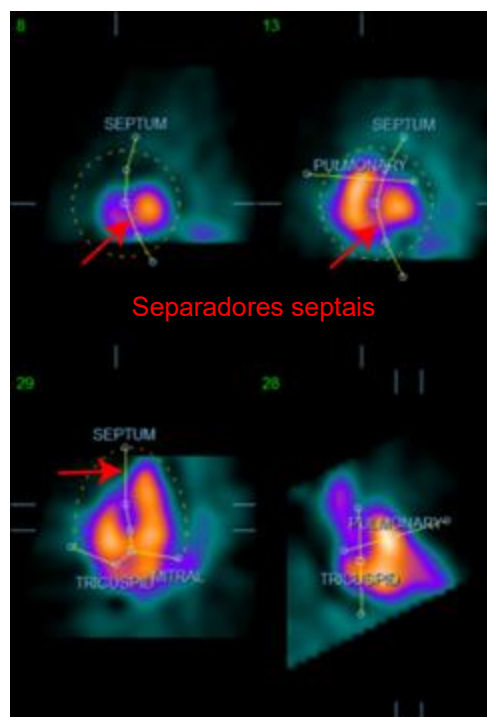 8
13
SEPTUM
SEPTUM
PULMONARY
Separadores septais
29
28
SEPTUM
PULMONARY
TRICUSPID
MITRAL
TRICUSPID